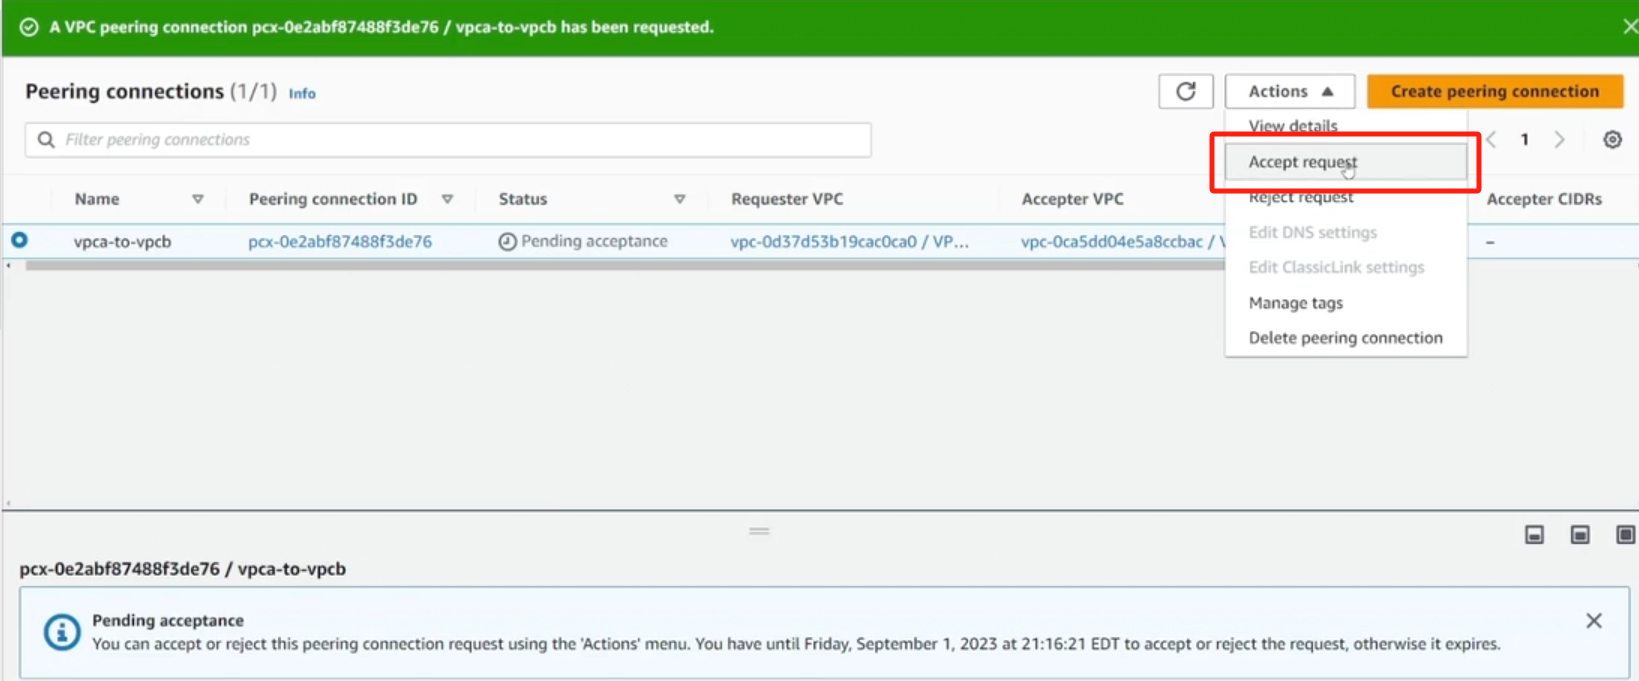 A VPC peering connection pcx-0e2abf87488f3de76 / vpca-to-vpcb has been requested.
Peering connections (1/1) Info
Actions
Create peering connection
Filter peering connections
View details
1
Accept request
Reject request
Name
Peering connection ID
Status
Requester VPC
Accepter VPC
Accepter CIDRs
vpca-to-vpcb
pcx-0e2abf87488f3de76
Pending acceptance
vpc-0d37d53b19cac0ca0 / VP...
vpc-0ca5dd04e5a8ccbac /
–
Edit DNS settings
Edit ClassicLink settings
Manage tags
Delete peering connection
pcx-0e2abf87488f3de76 / vpca-to-vpcb
Pending acceptance
You can accept or reject this peering connection request using the 'Actions' menu. You have until Friday, September 1, 2023 at 21:16:21 EDT to accept or reject the request, otherwise it expires.